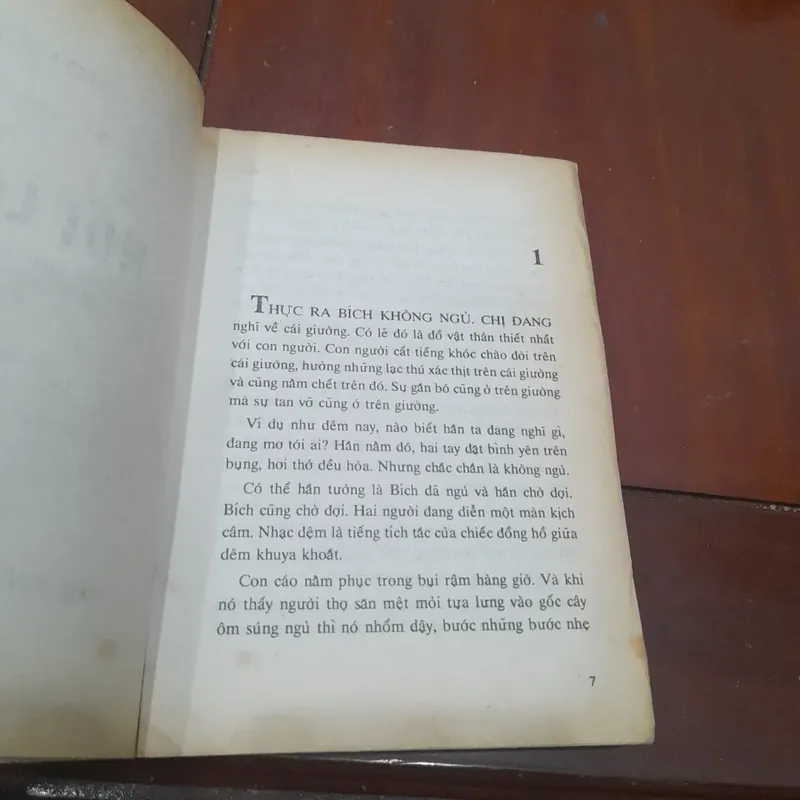 1
THỰC RA BÍCH KHÔNG NGỦ. CHỊ ĐANG
nghĩ về cái giường. Có lẽ đó là đồ vật thân thiết nhất
với con người. Con người cất tiếng khóc chào đời trên
cái giường, hưởng những lạc thú xác thịt trên cái giường
và cũng nằm chết trên đó. Sự gắn bó cũng ở trên giường
mà sự tan vỡ cũng ở trên giường.
Ví dụ như đêm nay, nào biết hắn ta đang nghĩ gì,
đang mơ tới ai? Hắn nằm đó, hai tay đặt bình yên trên
bụng, hơi thở đều hòa. Nhưng chắc chắn là không ngủ.
Có thể hắn tưởng là Bích đã ngủ và hắn chờ đợi.
Bích cũng chờ đợi. Hai người đang diễn một màn kịch
câm. Nhạc đệm là tiếng tích tắc của chiếc đồng hồ giữa
đêm khuya khoắt.
Con cáo nằm phục trong bụi rậm hàng giờ. Và khi
nó thấy người thợ săn mệt mỏi tựa lưng vào gốc cây
ôm súng ngủ thì nó nhổm dậy, bước những bước nhẹ
7